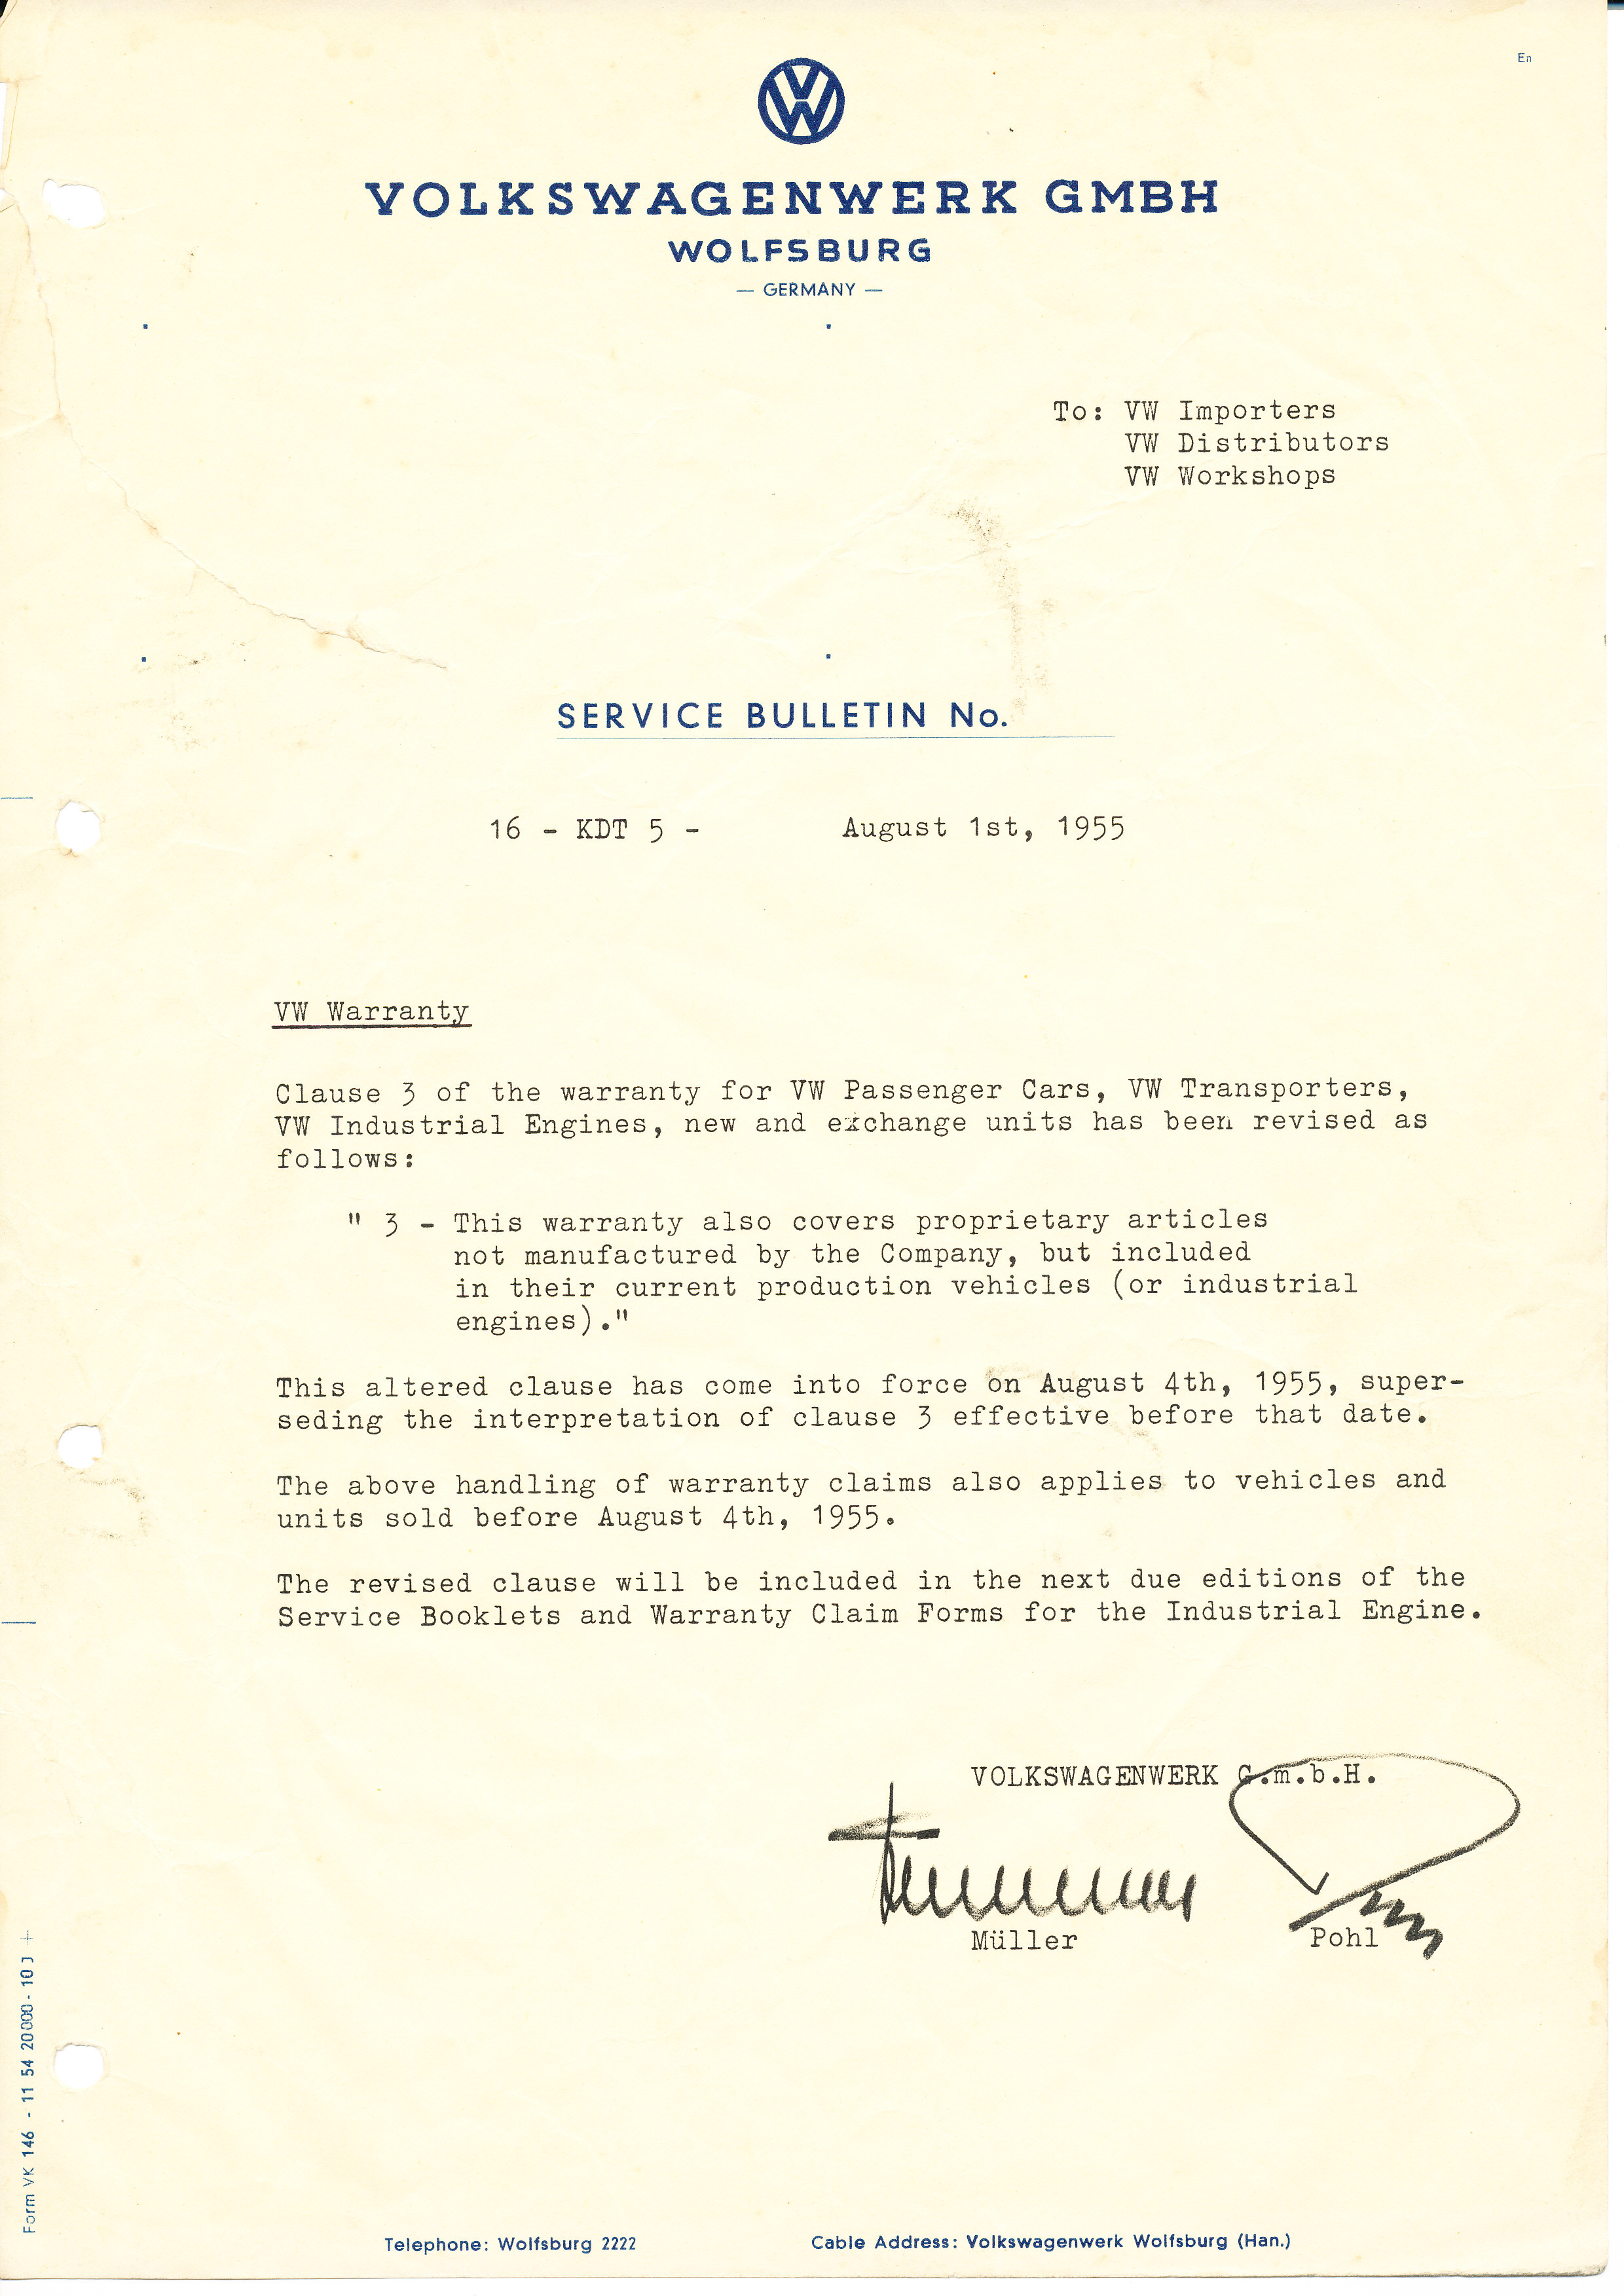 En
VW
VOLKSWAGENWERK GMBH
WOLFSBURG
— GERMANY —
To: VW Importers
VW Distributors
VW Workshops
SERVICE BULLETIN No.
16 - KDT 5 - August 1st, 1955
VW Warranty
Clause 3 of the warranty for VW Passenger Cars, VW Transporters,
VW Industrial Engines, new and exchange units has been revised as
follows:
" 3 - This warranty also covers proprietary articles
not manufactured by the Company, but included
in their current production vehicles (or industrial
engines)."
This altered clause has come into force on August 4th, 1955, super-
seding the interpretation of clause 3 effective before that date.
The above handling of warranty claims also applies to vehicles and
units sold before August 4th, 1955.
The revised clause will be included in the next due editions of the
Service Booklets and Warranty Claim Forms for the Industrial Engine.
VOLKSWAGENWERK G.m.b.H.
Müller Pohl
Form VK 146 - 11 54 20000 - 10 J +
Telephone: Wolfsburg 2222 Cable Address: Volkswagenwerk Wolfsburg (Han.)